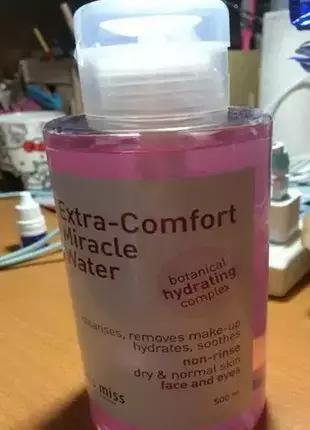 Extra-Comfort
Miracle
Water
botanical
hydrating
complex
cleanses, removes make-up
hydrates, soothes
non-rinse
dry & normal skin
face and eyes
miss
500 m